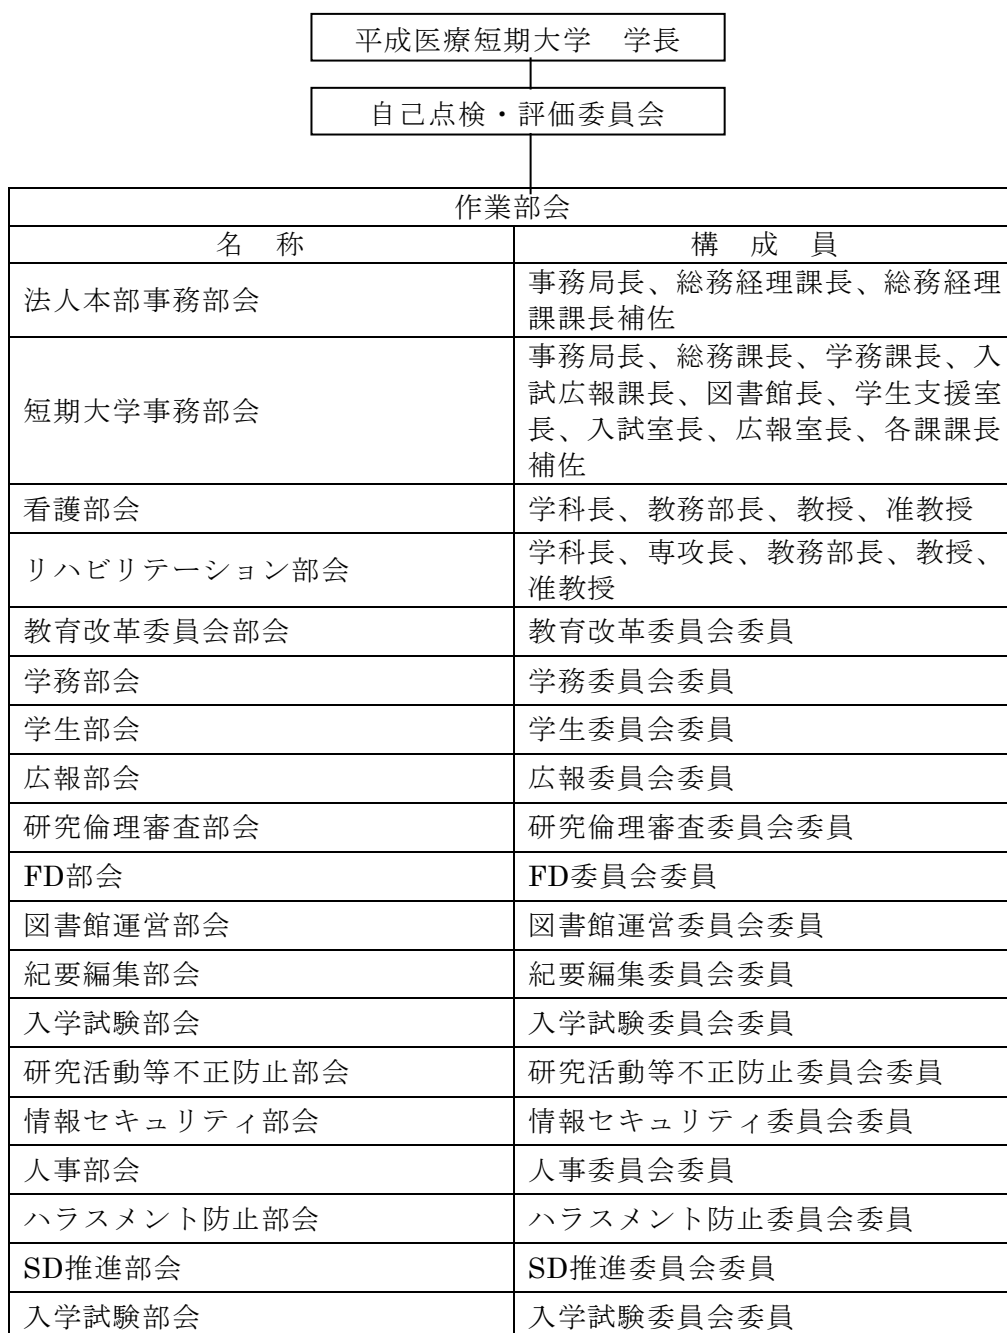 平成医療短期大学　学長
自己点検・評価委員会
作業部会
名　称
構　成　員
法人本部事務部会
事務局長、総務経理課長、総務経理
課課長補佐
短期大学事務部会
事務局長、総務課長、学務課長、入
試広報課長、図書館長、学生支援室
長、入試室長、広報室長、各課課長
補佐
看護部会
学科長、教務部長、教授、准教授
リハビリテーション部会
学科長、専攻長、教務部長、教授、
准教授
教育改革委員会部会
教育改革委員会委員
学務部会
学務委員会委員
学生部会
学生委員会委員
広報部会
広報委員会委員
研究倫理審査部会
研究倫理審査委員会委員
FD部会
FD委員会委員
図書館運営部会
図書館運営委員会委員
紀要編集部会
紀要編集委員会委員
入学試験部会
入学試験委員会委員
研究活動等不正防止部会
研究活動等不正防止委員会委員
情報セキュリティ部会
情報セキュリティ委員会委員
人事部会
人事委員会委員
ハラスメント防止部会
ハラスメント防止委員会委員
SD推進部会
SD推進委員会委員
入学試験部会
入学試験委員会委員